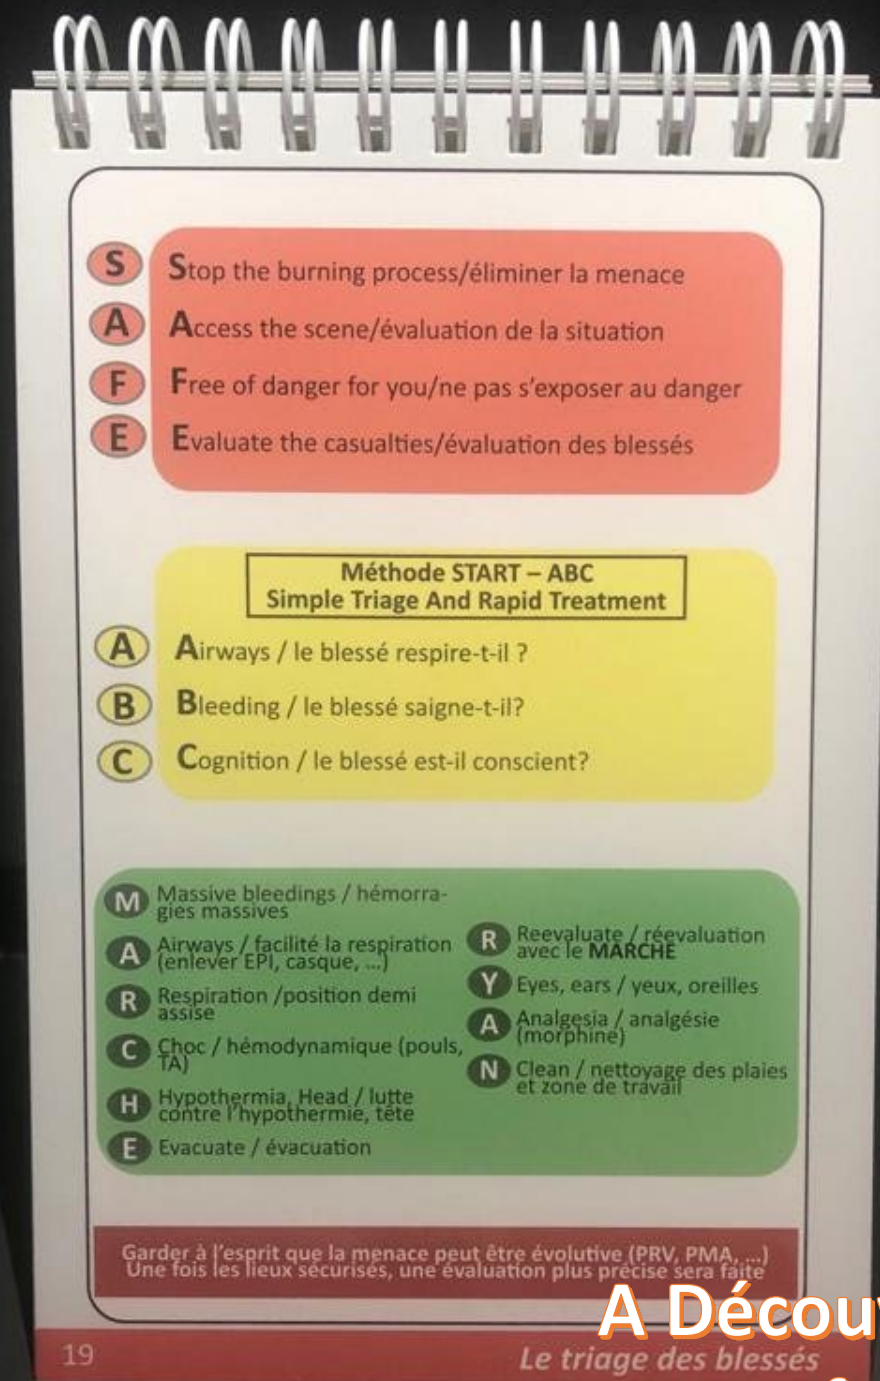 S Stop the burning process/éliminer la menace
A Access the scene/évaluation de la situation
F Free of danger for you/ne pas s'exposer au danger
E Evaluate the casualties/évaluation des blessés
Méthode START – ABC
Simple Triage And Rapid Treatment
A Airways / le blessé respire-t-il ?
B Bleeding / le blessé saigne-t-il?
C Cognition / le blessé est-il conscient?
M Massive bleedings / hémorra-
gies massives
A Airways / facilité la respiration
(enlever EPI, casque, ...)
R Respiration /position demi
assise
C Choc / hémodynamique (pouls,
TA)
H Hypothermia, Head / lutte
contre l'hypothermie, tête
E Evacuate / évacuation
R Reevaluate / réevaluation
avec le MARCHE
Y Eyes, ears / yeux, oreilles
A Analgesia / analgésie
(morphine)
N Clean / nettoyage des plaies
et zone de travail
Garder à l'esprit que la menace peut être évolutive (PRV, PMA, ...)
Une fois les lieux sécurisés, une évaluation plus précise sera faite
A Décou
19 Le triage des blessés